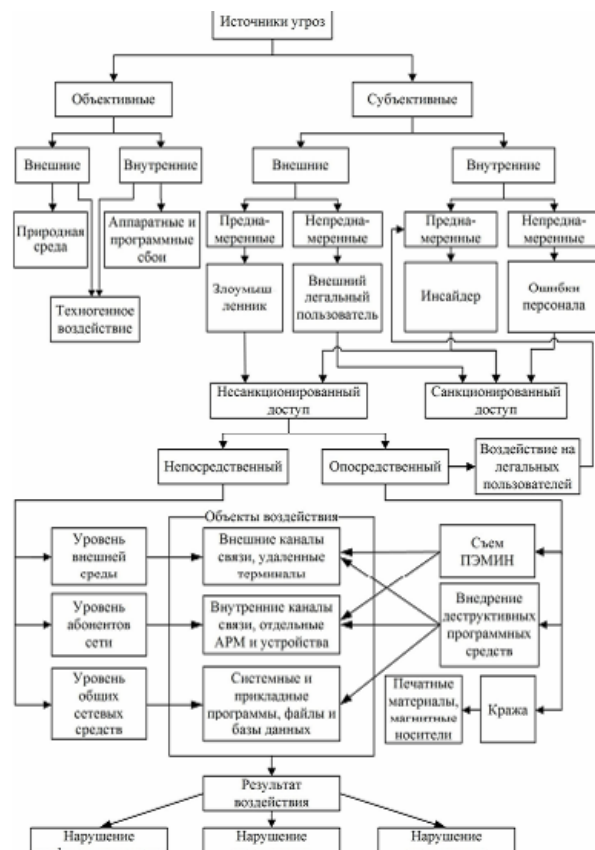 Источники угроз
Объективные
Субъективные
Внешние
Внутренние
Внешние
Внутренние
Природная
среда
Аппаратные и
программные
сбои
Предна-
меренные
Непредна-
меренные
Предна-
меренные
Непредна-
меренные
Техногенное
воздействие
Злоумыш
ленник
Внешний
легальный
пользователь
Инсайдер
Ошибки
персонала
Несанкционированный
доступ
Санкционированный
доступ
Непосредственный
Опосредственный
Воздействие на
легальных
пользователей
Объекты воздействия
Уровень
внешней
среды
Внешние каналы
связи, удаленные
терминалы
Съем
ПЭМИН
Уровень
абонентов
сети
Внутренние каналы
связи, отдельные
АРМ и устройства
Внедрение
деструктивных
программных
средств
Уровень
общих
сетевых
средств
Системные и
прикладные
программы, файлы и
базы данных
Печатные
материалы,
магнитные
носители
Кража
Результат
воздействия
Нарушение
Нарушение
Нарушение